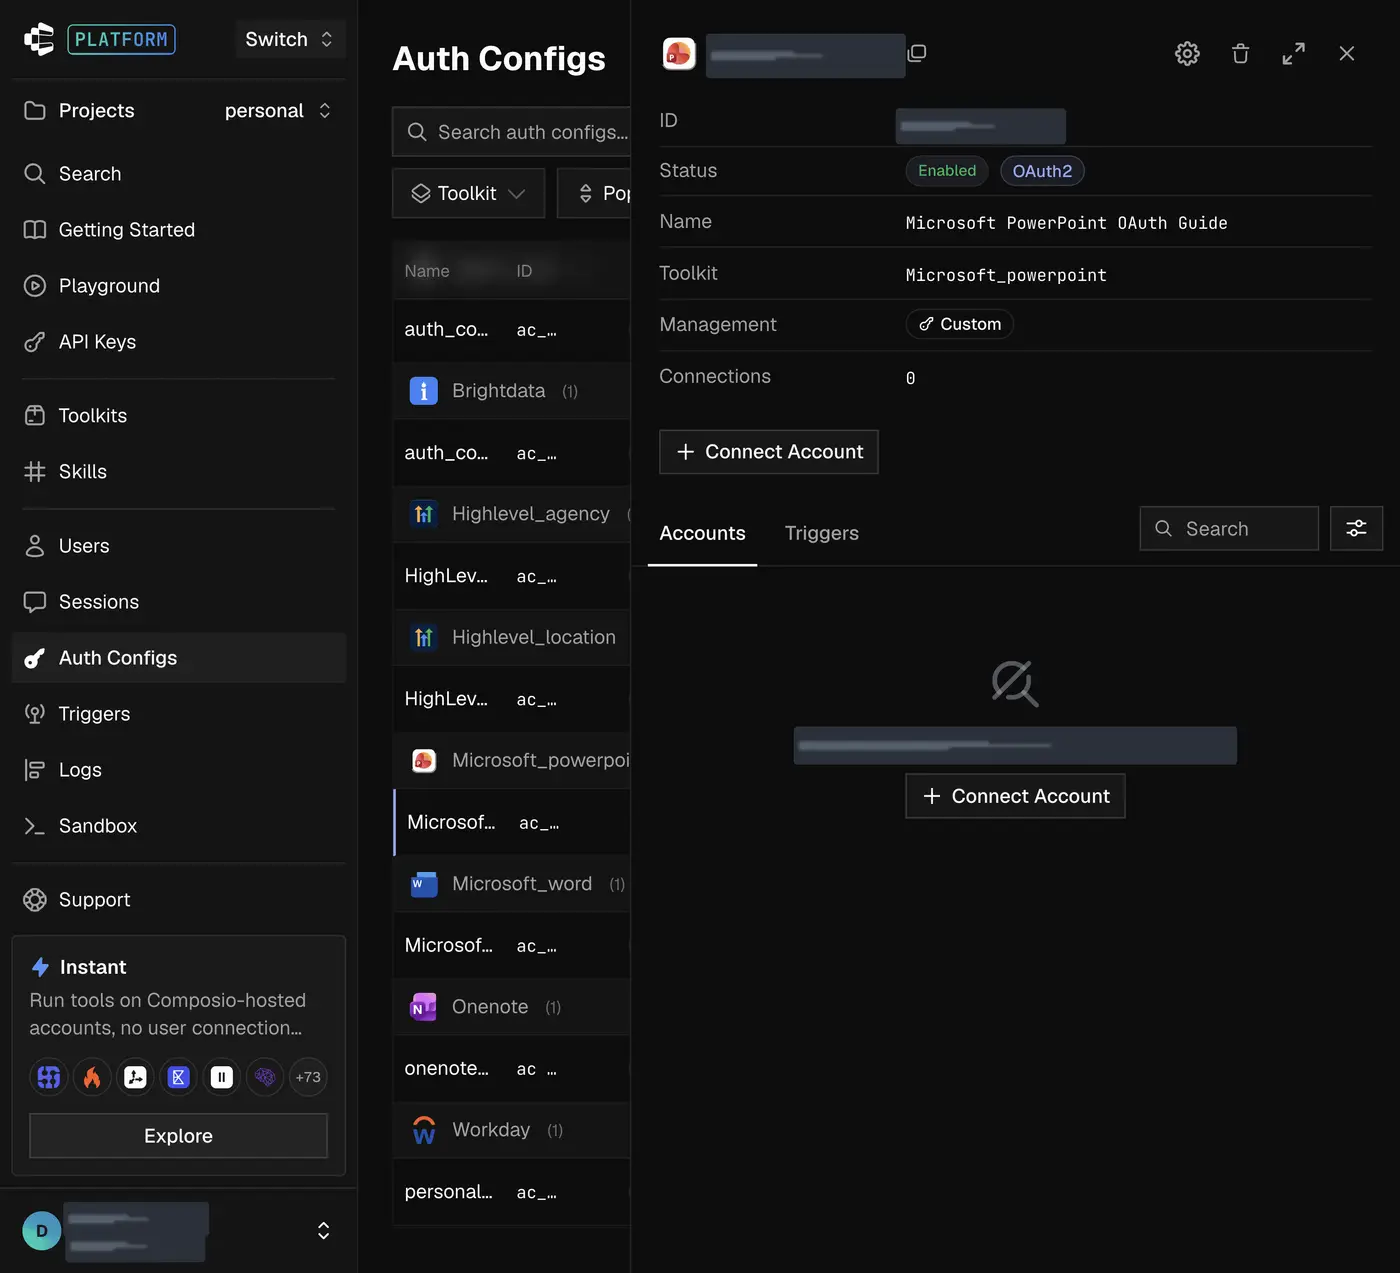 PLATFORM
Switch
Projects
personal
Search
Getting Started
Playground
API Keys
Toolkits
Skills
Users
Sessions
Auth Configs
Triggers
Logs
Sandbox
Support
Instant
Run tools on Composio-hosted
accounts, no user connection...
+73
Explore
D
Auth Configs
Search auth configs...
Toolkit
Pop
Name ID
auth_co... ac_...
Brightdata (1)
auth_co... ac_...
Highlevel_agency (
HighLev... ac_...
Highlevel_location
HighLev... ac_...
Microsoft_powerpoi
Microsof... ac_...
Microsoft_word (1)
Microsof... ac_...
Onenote (1)
onenote... ac ...
Workday (1)
personal... ac_...
ID
Status Enabled OAuth2
Name Microsoft PowerPoint OAuth Guide
Toolkit Microsoft_powerpoint
Management Custom
Connections 0
Connect Account
Accounts Triggers
Search
Connect Account